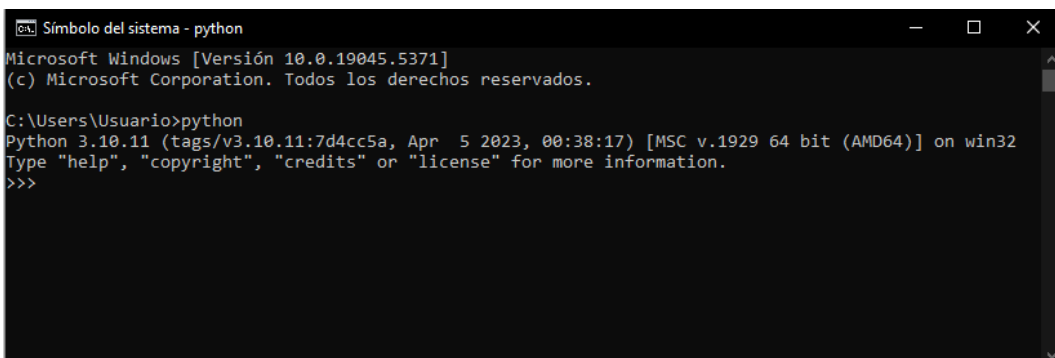 Símbolo del sistema - python
Microsoft Windows [Versión 10.0.19045.5371]
(c) Microsoft Corporation. Todos los derechos reservados.
C:\Users\Usuario>python
Python 3.10.11 (tags/v3.10.11:7d4cc5a, Apr  5 2023, 00:38:17) [MSC v.1929 64 bit (AMD64)] on win32
Type "help", "copyright", "credits" or "license" for more information.
>>>